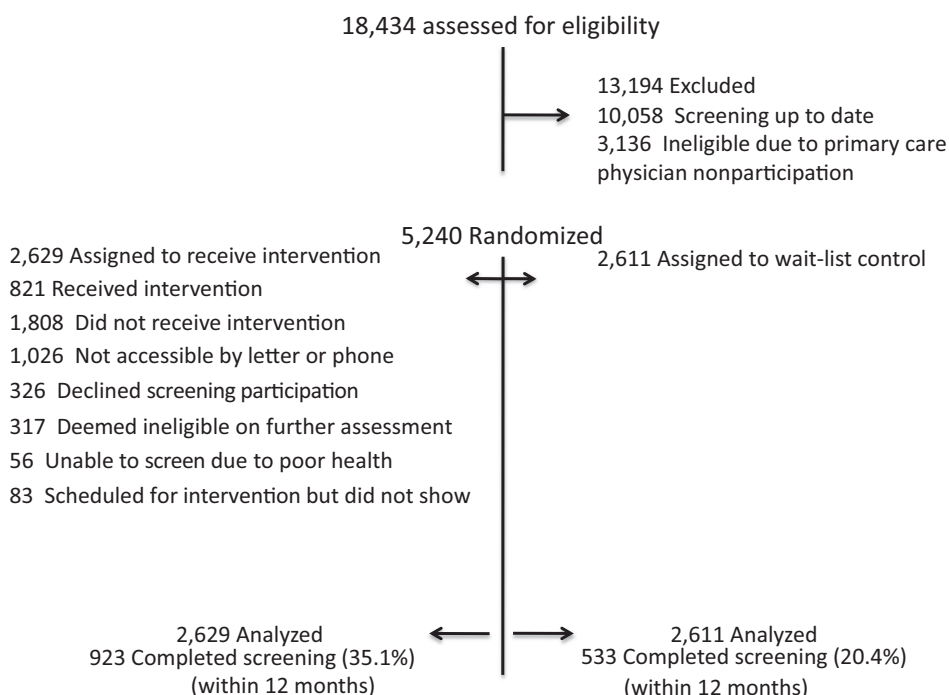 18,434 assessed for eligibility
13,194 Excluded
10,058 Screening up to date
3,136 Ineligible due to primary care
physician nonparticipation
5,240 Randomized
2,629 Assigned to receive intervention
821 Received intervention
1,808 Did not receive intervention
1,026 Not accessible by letter or phone
326 Declined screening participation
317 Deemed ineligible on further assessment
56 Unable to screen due to poor health
83 Scheduled for intervention but did not show
2,611 Assigned to wait-list control
2,629 Analyzed
923 Completed screening (35.1%)
(within 12 months)
2,611 Analyzed
533 Completed screening (20.4%)
(within 12 months)